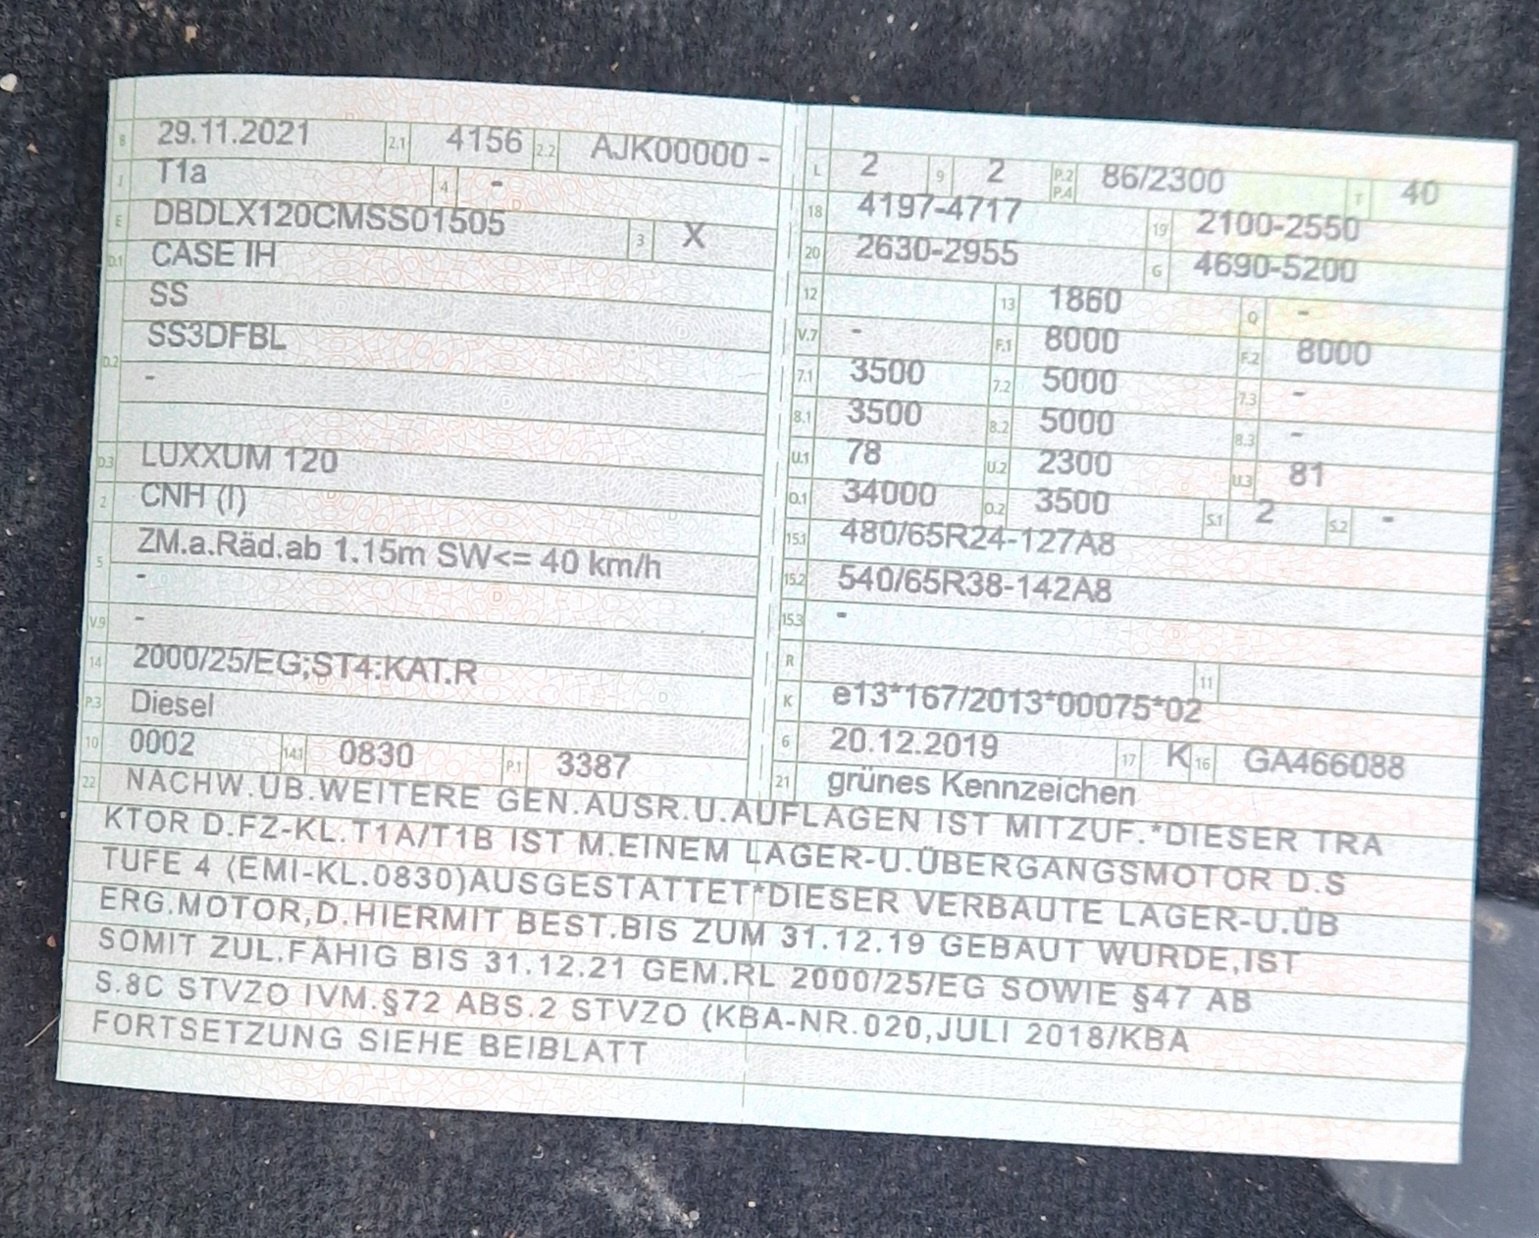 B 29.11.2021 2.1 4156 2.2 AJK00000 -
J T1a 4 -
E DBDLX120CMSS01505 3 X
D.1 CASE IH
SS
D.2 SS3DFBL
-
D.3 LUXXUM 120
2 CNH (I)
5 ZM.a.Räd.ab 1.15m SW<= 40 km/h
-
V.9 -
14 2000/25/EG;ST4:KAT.R
P.3 Diesel
10 0002 14.1 0830 P.1 3387
L 2 9 2 P.2 P.4 86/2300 T 40
18 4197-4717 19 2100-2550
20 2630-2955 G 4690-5200
12 13 1860 Q -
V.7 - F.1 8000 F.2 8000
7.1 3500 7.2 5000 7.3 -
8.1 3500 8.2 5000 8.3 -
U.1 78 U.2 2300 U.3 81
O.1 34000 O.2 3500 S.1 2 S.2 -
15.1 480/65R24-127A8
15.2 540/65R38-142A8
15.3 -
R 11
K e13*167/2013*00075*02
6 20.12.2019 17 K 16 GA466088
21 grünes Kennzeichen
22 NACHW.ÜB.WEITERE GEN.AUSR.U.AUFLAGEN IST MITZUF.*DIESER TRA
KTOR D.FZ-KL.T1A/T1B IST M.EINEM LAGER-U.ÜBERGANGSMOTOR D.S
TUFE 4 (EMI-KL.0830)AUSGESTATTET*DIESER VERBAUTE LAGER-U.ÜB
ERG.MOTOR,D.HIERMIT BEST.BIS ZUM 31.12.19 GEBAUT WURDE,IST
SOMIT ZUL.FÄHIG BIS 31.12.21 GEM.RL 2000/25/EG SOWIE §47 AB
S.8C STVZO IVM.§72 ABS.2 STVZO (KBA-NR.020,JULI 2018/KBA
FORTSETZUNG SIEHE BEIBLATT